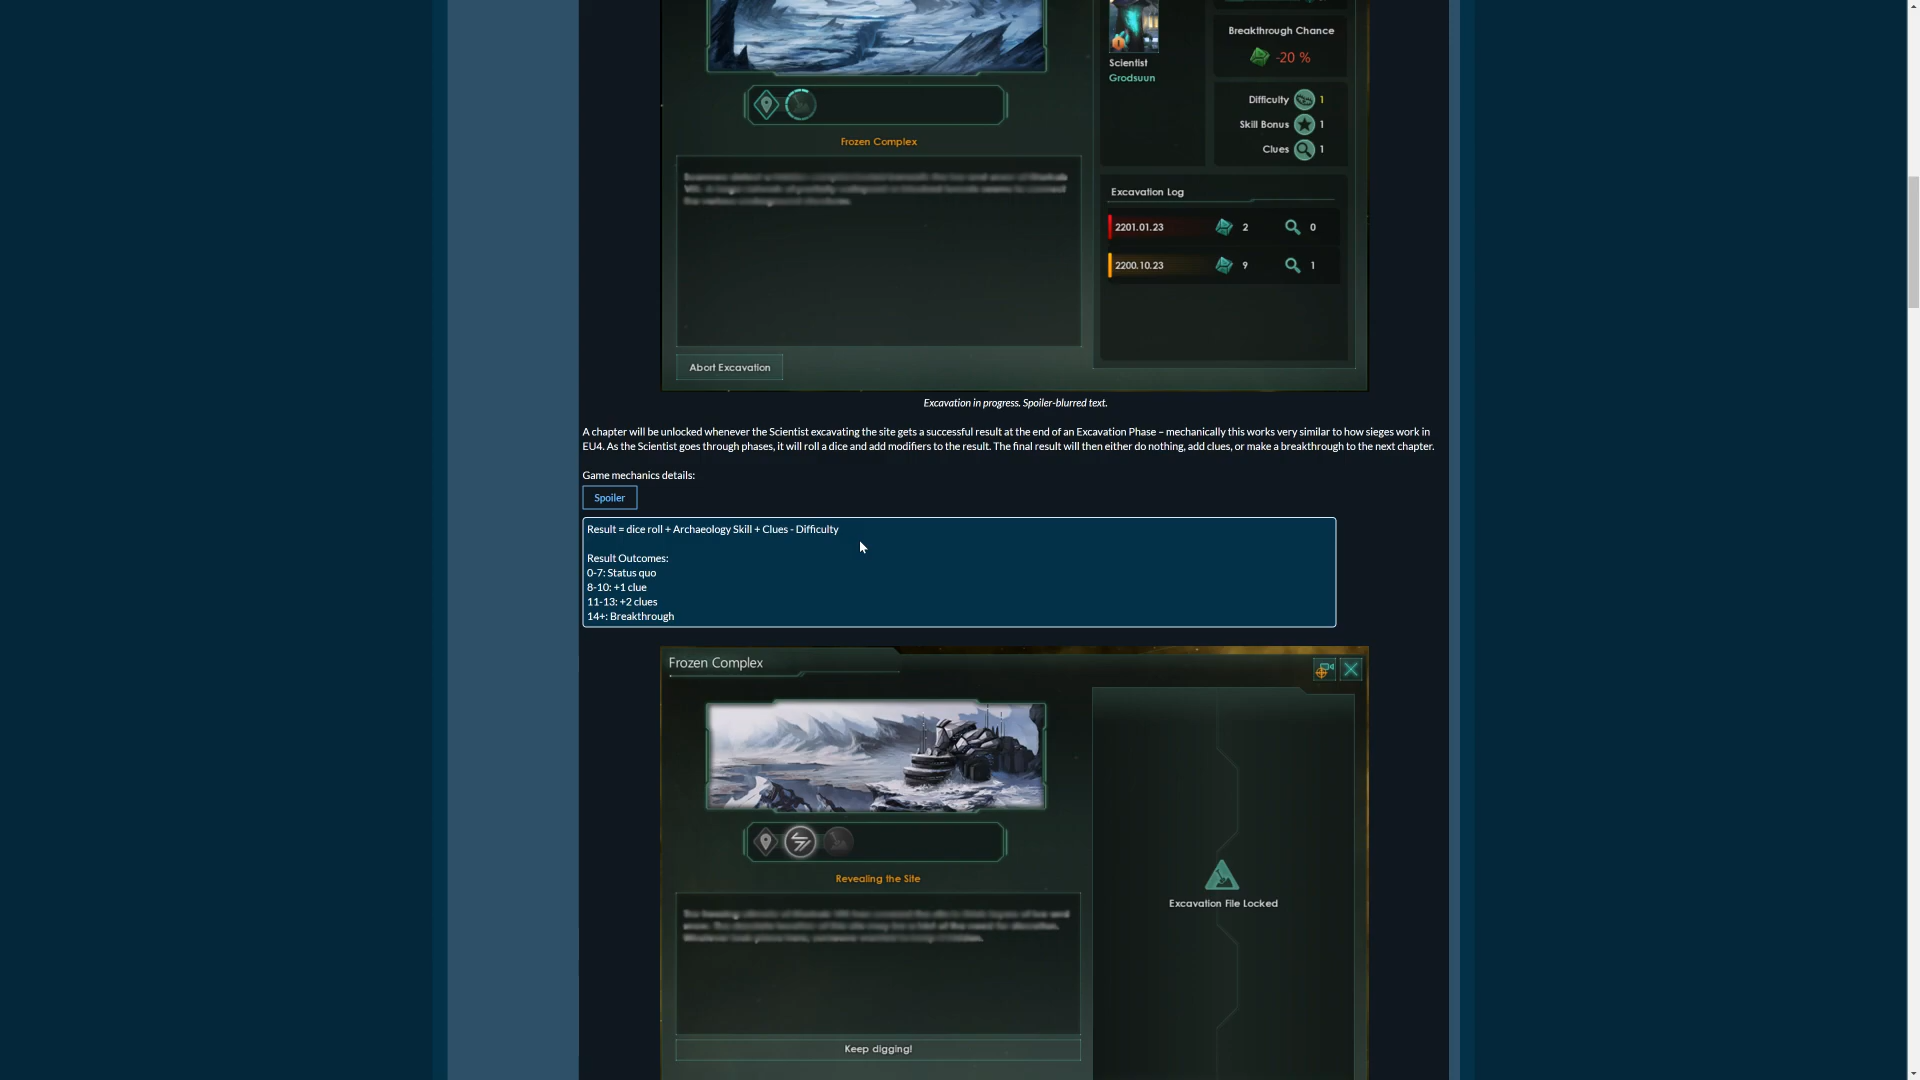 Breakthrough Chance
-20 %
Scientist
Grodsuun
Difficulty 1
Skill Bonus 1
Clues 1
Frozen Complex
Excavation Log
2201.01.23 2 0
2200.10.23 9 1
Abort Excavation
Excavation in progress. Spoiler-blurred text.
A chapter will be unlocked whenever the Scientist excavating the site gets a successful result at the end of an Excavation Phase – mechanically this works very similar to how sieges work in
EU4. As the Scientist goes through phases, it will roll a dice and add modifiers to the result. The final result will then either do nothing, add clues, or make a breakthrough to the next chapter.
Game mechanics details:
Spoiler
Result = dice roll + Archaeology Skill + Clues - Difficulty
Result Outcomes:
0-7: Status quo
8-10: +1 clue
11-13: +2 clues
14+: Breakthrough
Frozen Complex
Revealing the Site
Excavation File Locked
Keep digging!